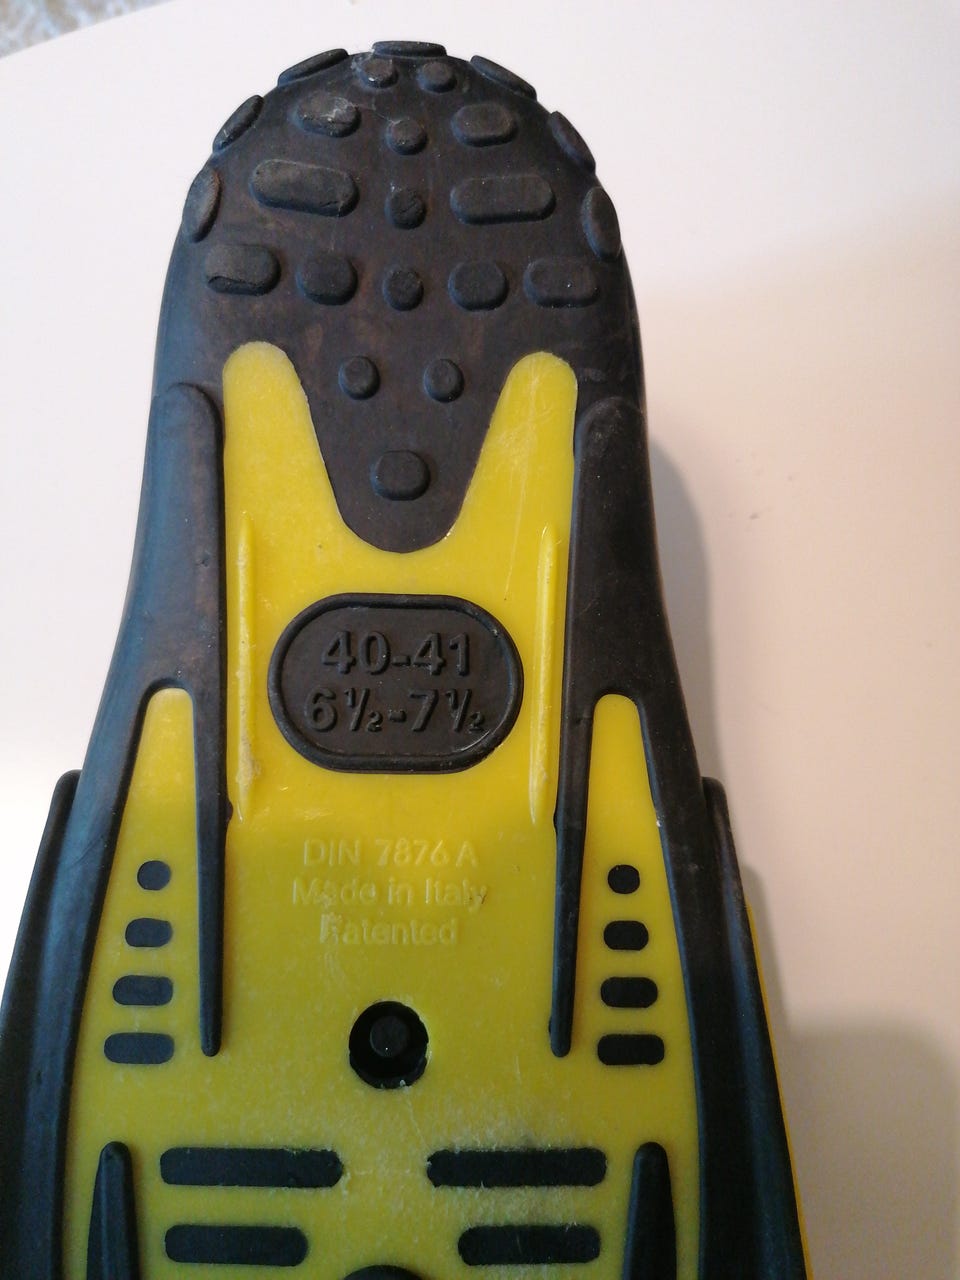 40-41
6½-7½
DIN 7876 A
Made in Italy
Patented